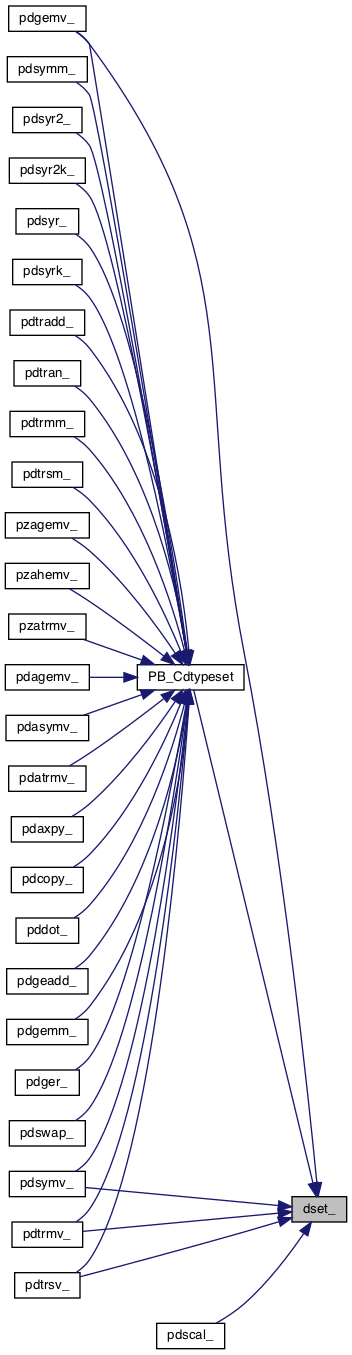 pdgemv_
pdsymm_
pdsyr2_
pdsyr2k_
pdsyr_
pdsyrk_
pdtradd_
pdtran_
pdtrmm_
pdtrsm_
pzagemv_
pzahemv_
pzatrmv_
PB_Cdtypeset
pdagemv_
pdasymv_
pdatrmv_
pdaxpy_
pdcopy_
pddot_
pdgeadd_
pdgemm_
pdger_
pdswap_
pdsymv_
dset_
pdtrmv_
pdtrsv_
pdscal_